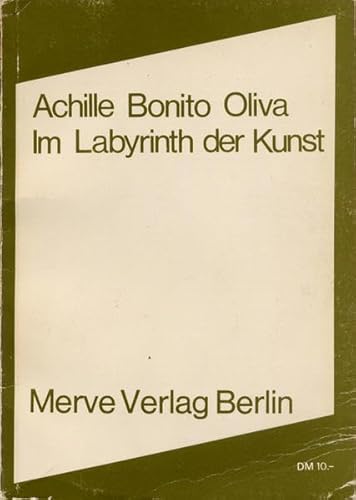 Achille Bonito Oliva
Im Labyrinth der Kunst
Merve Verlag Berlin
DM 10.-